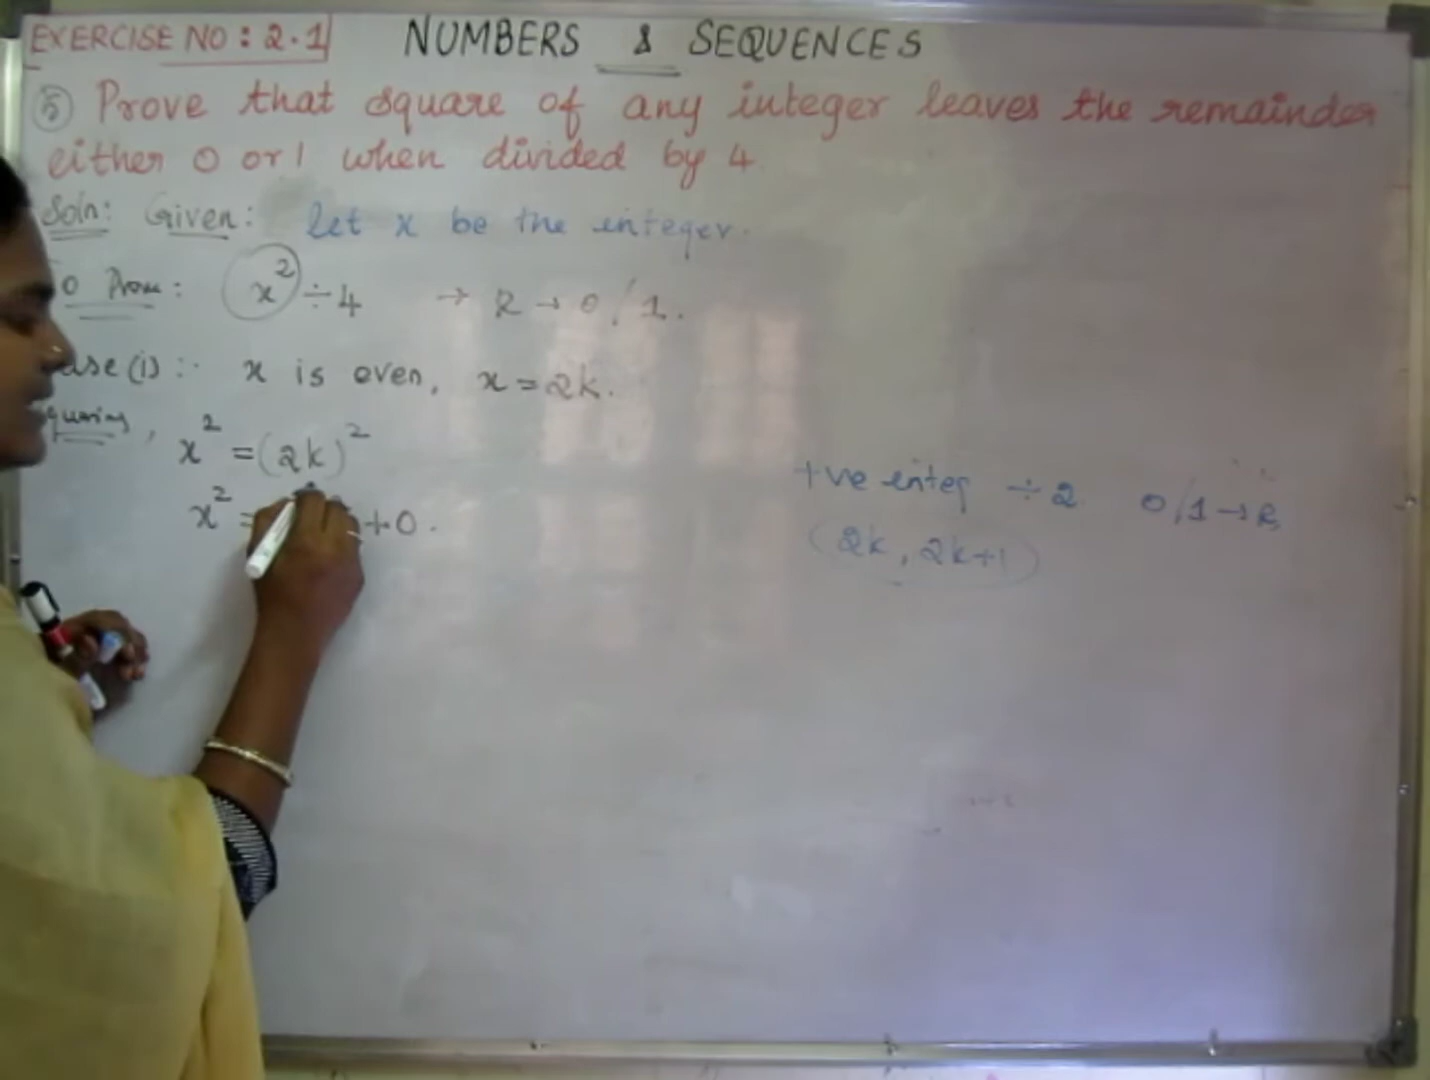 EXERCISE NO: 2.1 NUMBERS & SEQUENCES
⑤ Prove that square of any integer leaves the remainder
either 0 or 1 when divided by 4
Soln: Given: let x be the integer.
o Prove: x² ÷ 4 → R → 0/1.
ase (i) :- x is even, x = 2k.
quaring, x² = (2k)²
x² = +0.
+ve integ ÷ 2 0/1 → R
(2k, 2k+1)